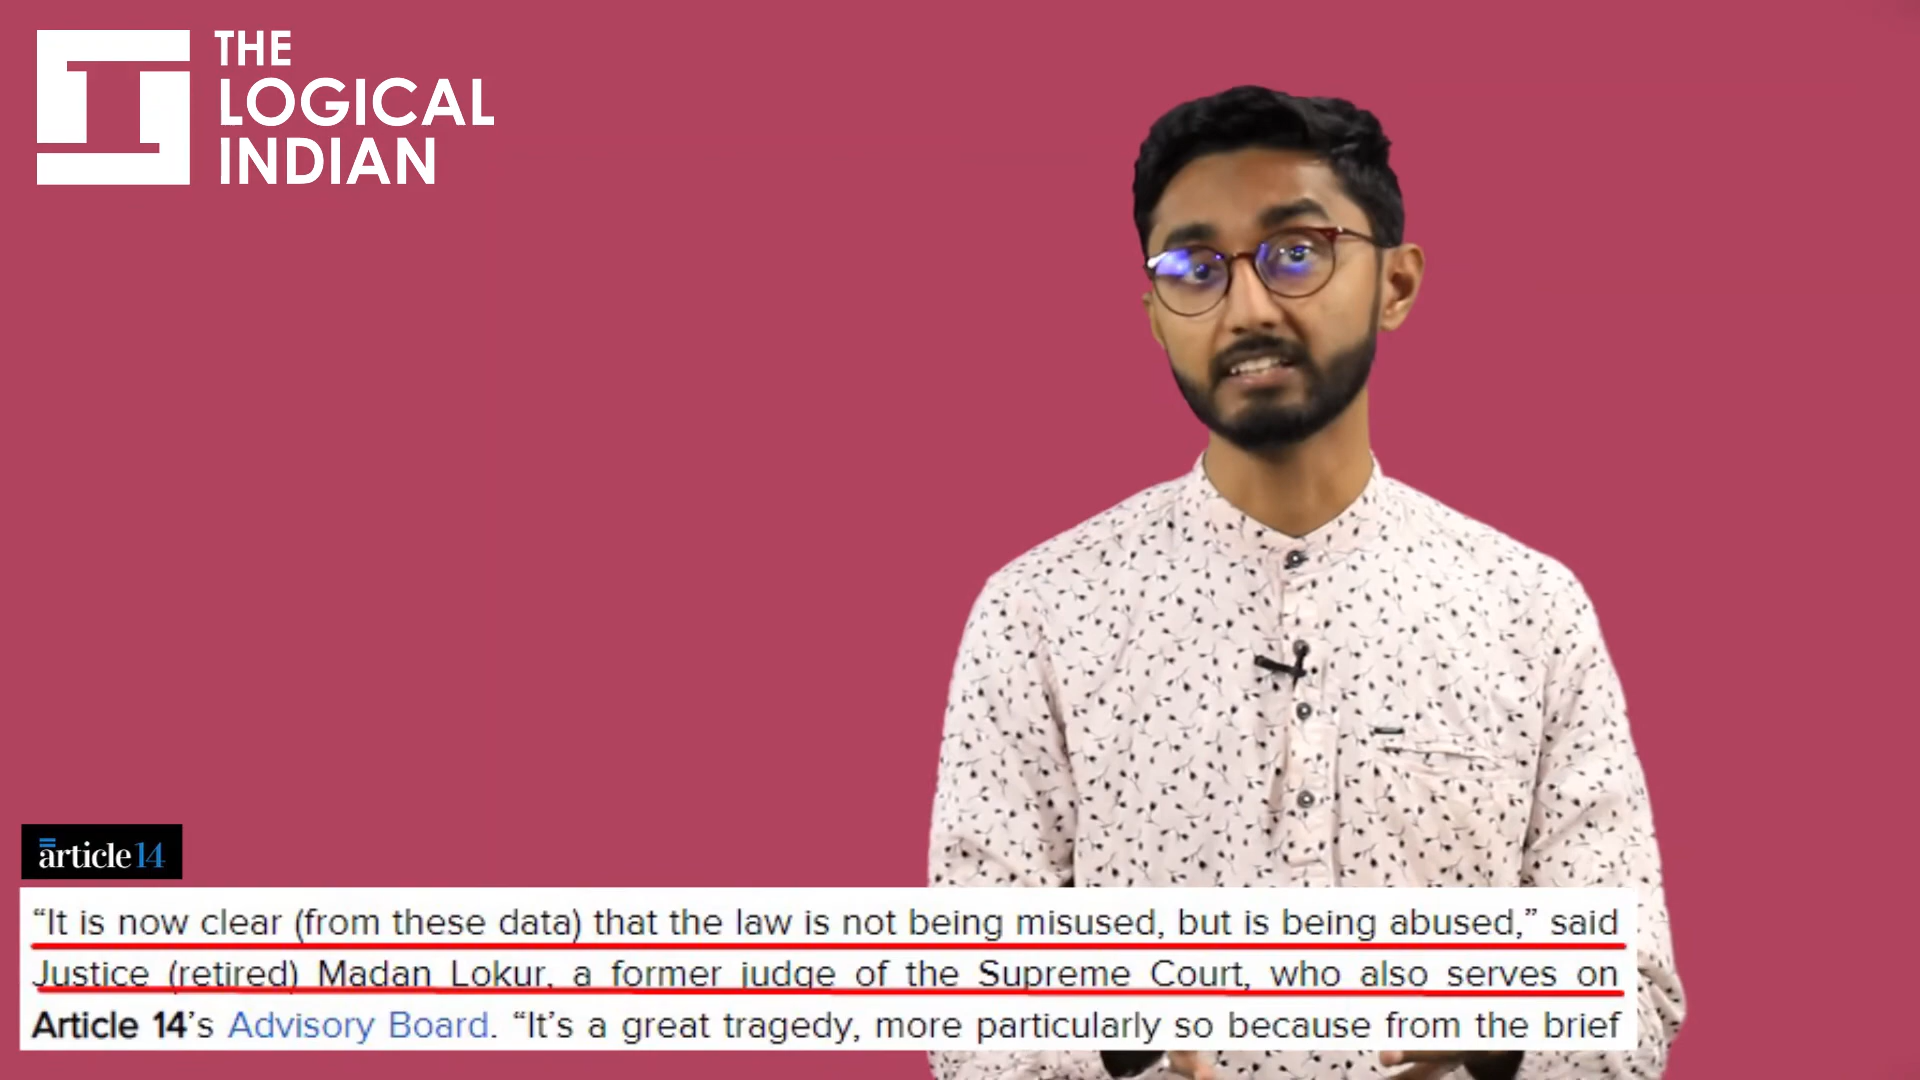 THE
LOGICAL
INDIAN
article14
“It is now clear (from these data) that the law is not being misused, but is being abused,” said
Justice (retired) Madan Lokur, a former judge of the Supreme Court, who also serves on
Article 14’s Advisory Board. “It’s a great tragedy, more particularly so because from the brief